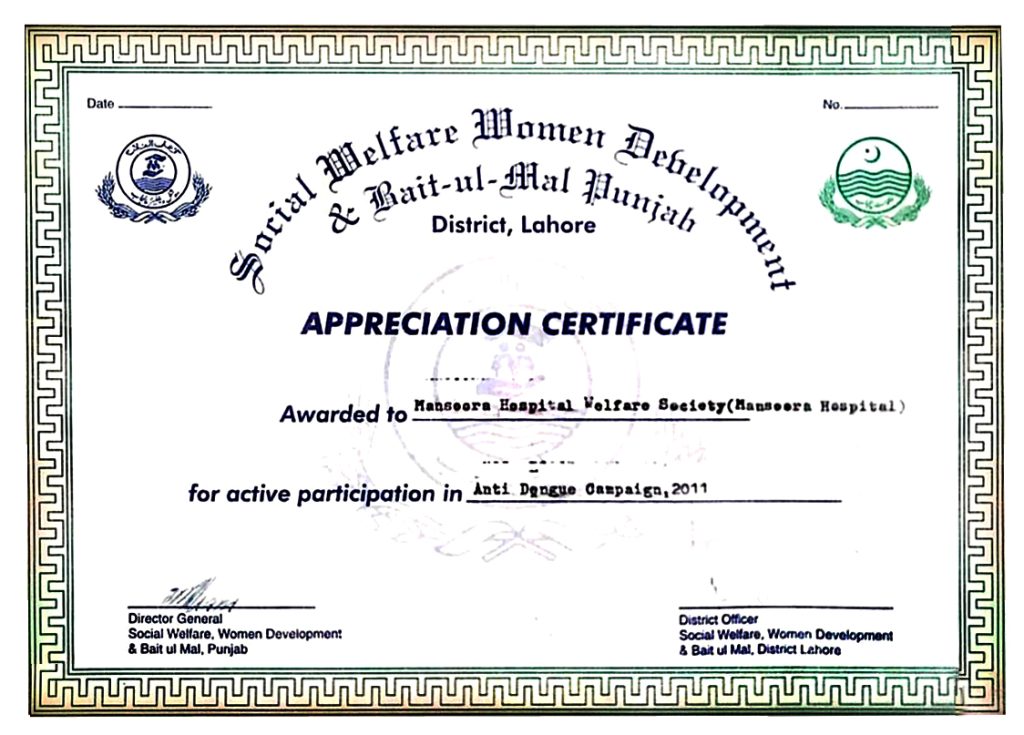 Date
No.
Social Welfare Women Development
& Bait-ul-Mal Punjab
District, Lahore
APPRECIATION CERTIFICATE
Awarded to Mansoora Hospital Welfare Society(Mansoora Hospital)
for active participation in Anti Dengue Campaign,2011
Director General
Social Welfare, Women Development
& Bait ul Mal, Punjab
District Officer
Social Welfare, Women Development
& Bait ul Mal, District Lahore